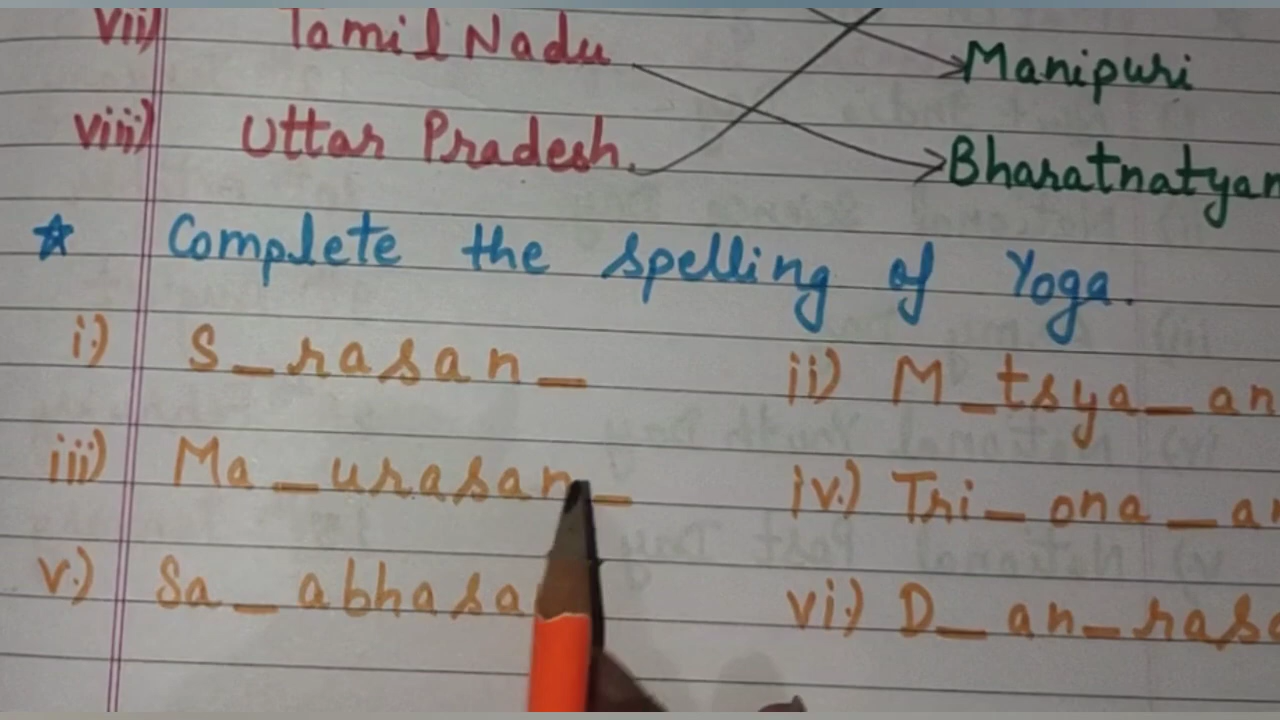 vii) Tamil Nadu Manipuri
viii) Uttar Pradesh. Bharatnatyam
☆ Complete the spelling of Yoga.
i.) S_rasan_ ii) M_tsya_an
iii) Ma_urasan_ iv.) Tri_ona_a
v.) Sa_abhasa vi.) D_an_rasa